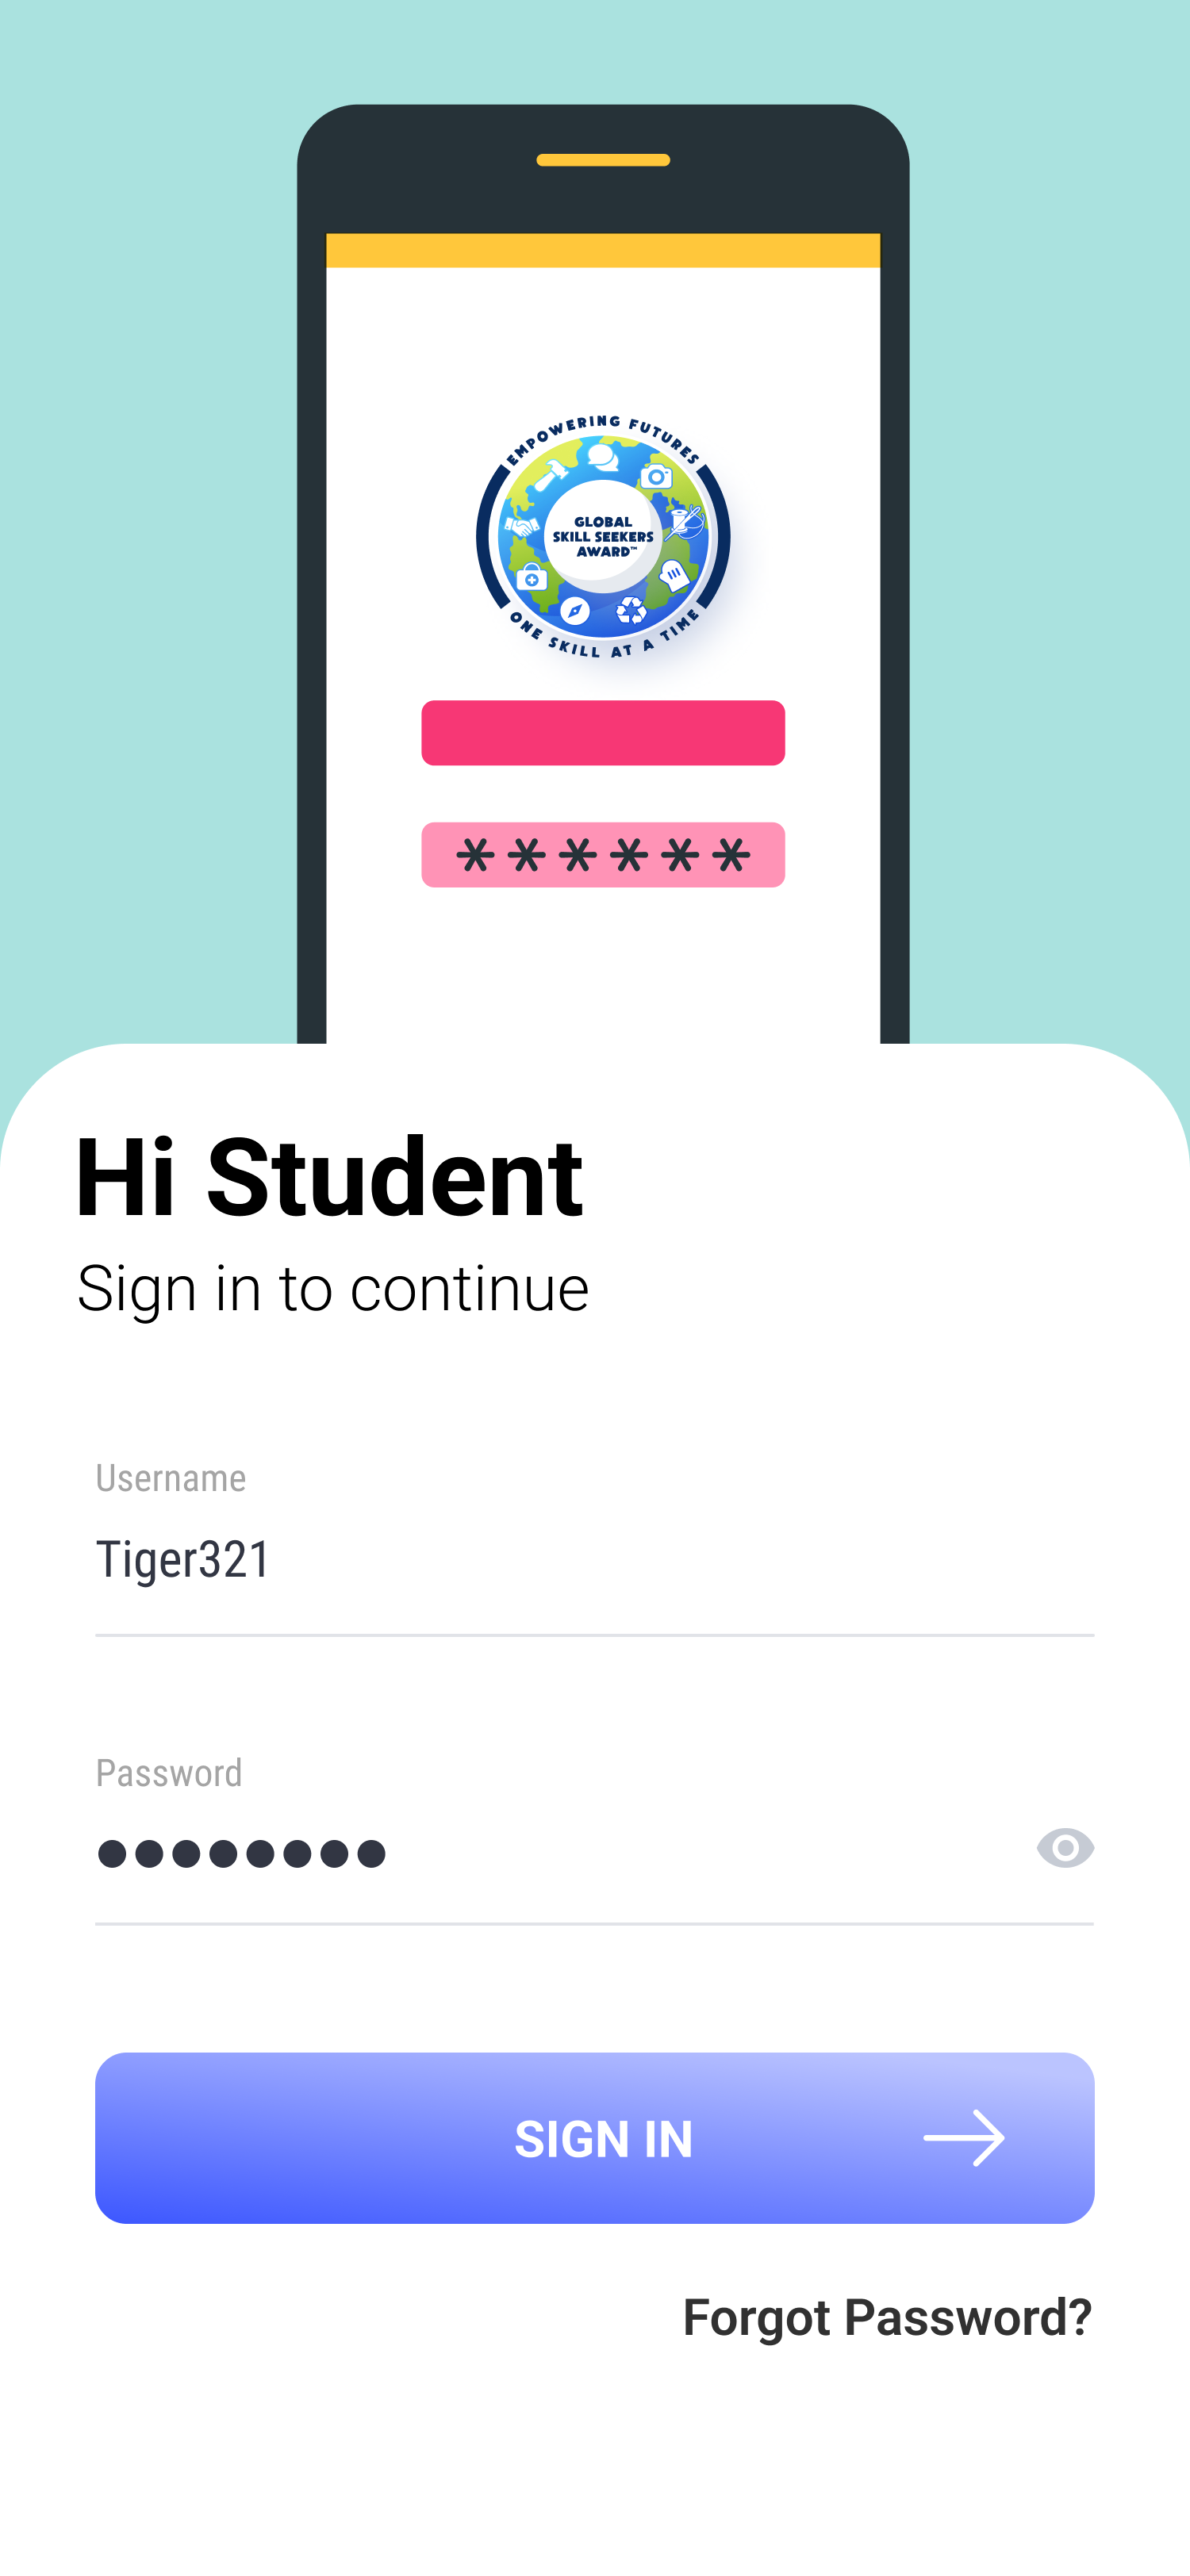 EMPOWERING FUTURES
GLOBAL
SKILL SEEKERS
AWARD™
ONE SKILL AT A TIME
******
Hi Student
Sign in to continue
Username
Tiger321
Password
●●●●●●●●
SIGN IN
Forgot Password?